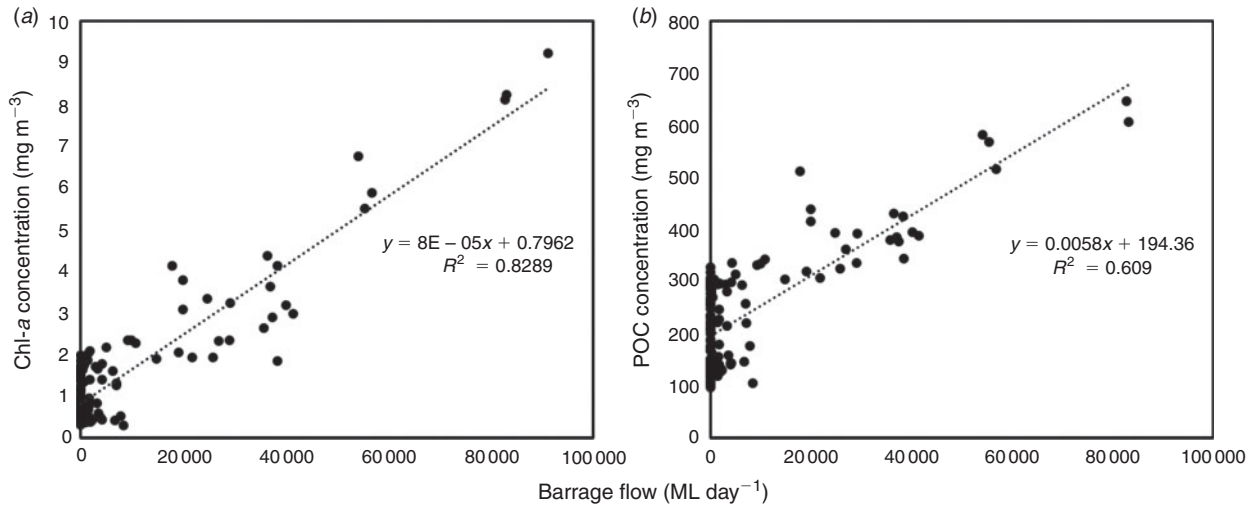 (a)
10
9
8
7
6
5
4
3
2
1
0
Chl-a concentration (mg m⁻³)
y = 8E – 05x + 0.7962
R² = 0.8289
0 20 000 40 000 60 000 80 000 100 000
(b)
800
700
600
500
400
300
200
100
0
POC concentration (mg m⁻³)
y = 0.0058x + 194.36
R² = 0.609
0 20 000 40 000 60 000 80 000 100 000
Barrage flow (ML day⁻¹)